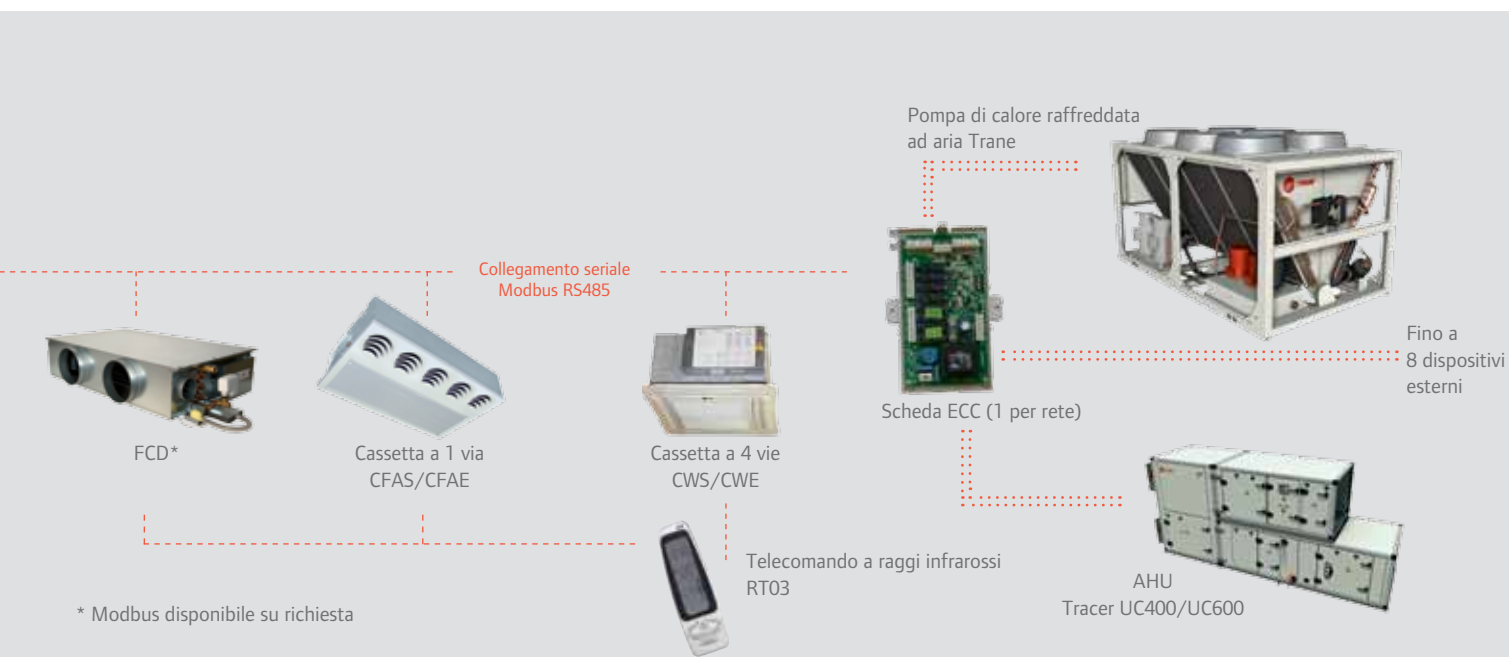 Pompa di calore raffreddata
ad aria Trane
Collegamento seriale
Modbus RS485
Fino a
8 dispositivi
esterni
Scheda ECC (1 per rete)
FCD*
Cassetta a 1 via
CFAS/CFAE
Cassetta a 4 vie
CWS/CWE
Telecomando a raggi infrarossi
RT03
AHU
Tracer UC400/UC600
* Modbus disponibile su richiesta